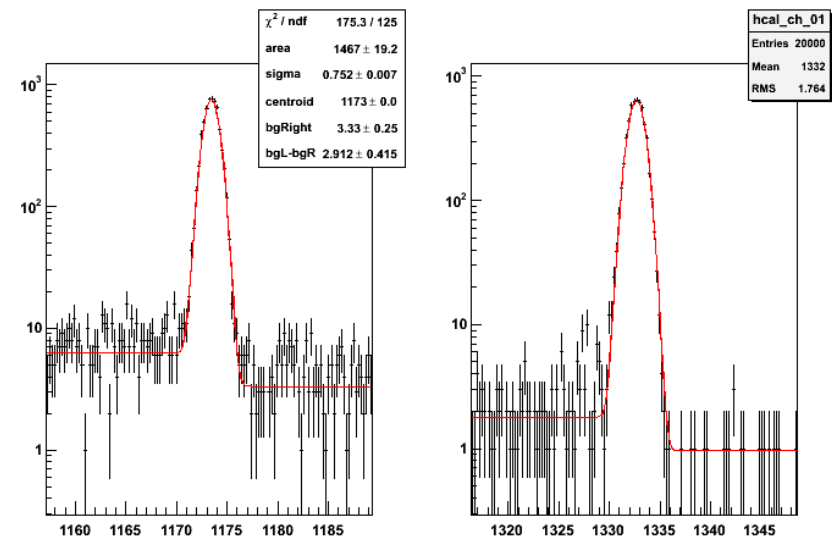 χ² / ndf 175.3 / 125
area 1467 ± 19.2
sigma 0.752 ± 0.007
centroid 1173 ± 0.0
bgRight 3.33 ± 0.25
bgL-bgR 2.912 ± 0.415
10³
10²
10
1
1160 1165 1170 1175 1180 1185
hcal_ch_01
Entries 20000
Mean 1332
RMS 1.764
10³
10²
10
1
1320 1325 1330 1335 1340 1345